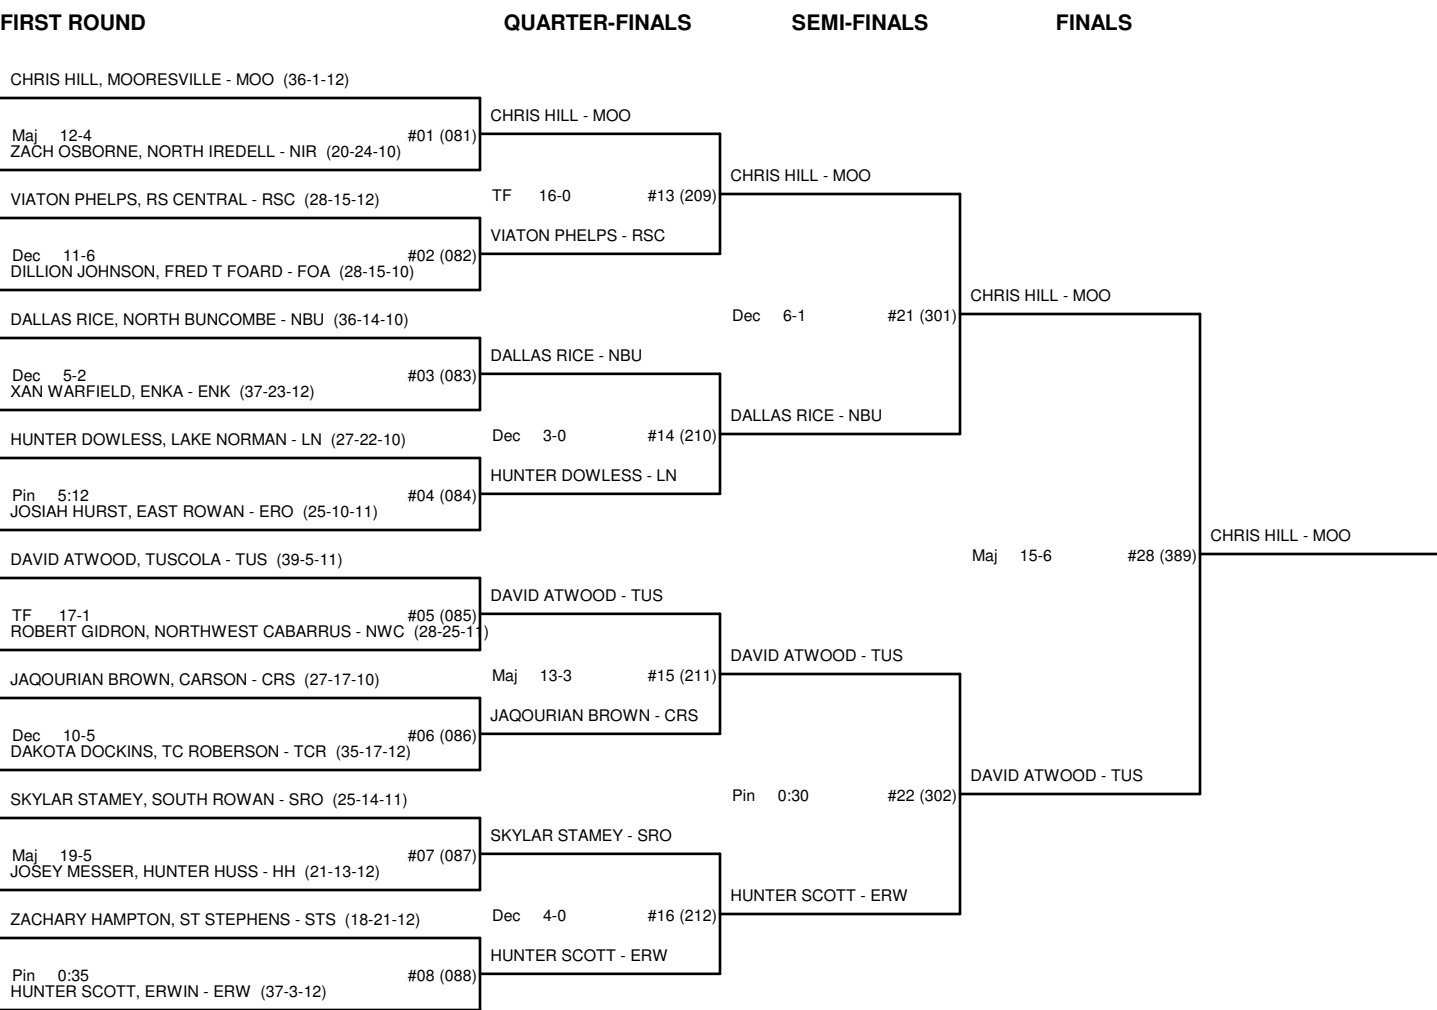 FIRST ROUND
QUARTER-FINALS
SEMI-FINALS
FINALS
CHRIS HILL, MOORESVILLE - MOO (36-1-12)
Maj 12-4 #01 (081)
ZACH OSBORNE, NORTH IREDELL - NIR (20-24-10)
VIATON PHELPS, RS CENTRAL - RSC (28-15-12)
Dec 11-6 #02 (082)
DILLION JOHNSON, FRED T FOARD - FOA (28-15-10)
DALLAS RICE, NORTH BUNCOMBE - NBU (36-14-10)
Dec 5-2 #03 (083)
XAN WARFIELD, ENKA - ENK (37-23-12)
HUNTER DOWLESS, LAKE NORMAN - LN (27-22-10)
Pin 5:12 #04 (084)
JOSIAH HURST, EAST ROWAN - ERO (25-10-11)
DAVID ATWOOD, TUSCOLA - TUS (39-5-11)
TF 17-1 #05 (085)
ROBERT GIDRON, NORTHWEST CABARRUS - NWC (28-25-11)
JAQOURIAN BROWN, CARSON - CRS (27-17-10)
Dec 10-5 #06 (086)
DAKOTA DOCKINS, TC ROBERSON - TCR (35-17-12)
SKYLAR STAMEY, SOUTH ROWAN - SRO (25-14-11)
Maj 19-5 #07 (087)
JOSEY MESSER, HUNTER HUSS - HH (21-13-12)
ZACHARY HAMPTON, ST STEPHENS - STS (18-21-12)
Pin 0:35 #08 (088)
HUNTER SCOTT, ERWIN - ERW (37-3-12)
CHRIS HILL - MOO
TF 16-0 #13 (209)
VIATON PHELPS - RSC
DALLAS RICE - NBU
Dec 3-0 #14 (210)
HUNTER DOWLESS - LN
DAVID ATWOOD - TUS
Maj 13-3 #15 (211)
JAQOURIAN BROWN - CRS
SKYLAR STAMEY - SRO
Dec 4-0 #16 (212)
HUNTER SCOTT - ERW
CHRIS HILL - MOO
Dec 6-1 #21 (301)
DALLAS RICE - NBU
DAVID ATWOOD - TUS
Pin 0:30 #22 (302)
HUNTER SCOTT - ERW
CHRIS HILL - MOO
Maj 15-6 #28 (389)
DAVID ATWOOD - TUS
CHRIS HILL - MOO